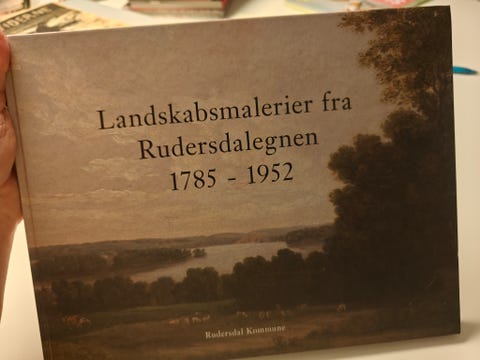 Landskabsmalerier fra
Rudersdalegnen
1785 - 1952
Rudersdal Kommune